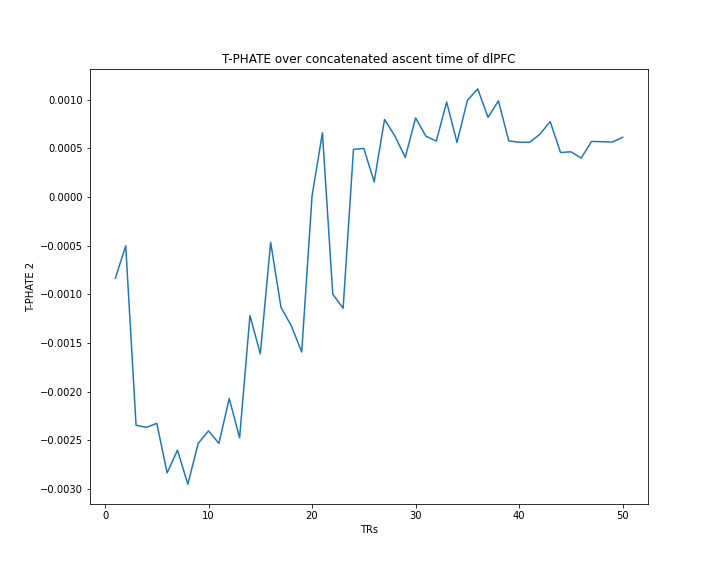 T-PHATE over concatenated ascent time of dlPFC
T-PHATE 2
0.0010
0.0005
0.0000
−0.0005
−0.0010
−0.0015
−0.0020
−0.0025
−0.0030
0 10 20 30 40 50
TRs